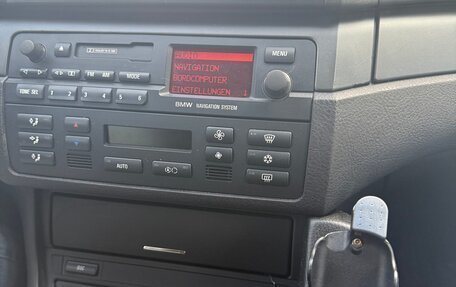 AUDIO
MENU
NAVIGATION
BORDCOMPUTER
EINSTELLUNGEN
FM AM MODE
TONE SEL 1 2 3 4 5 6
BMW NAVIGATION SYSTEM
AUTO